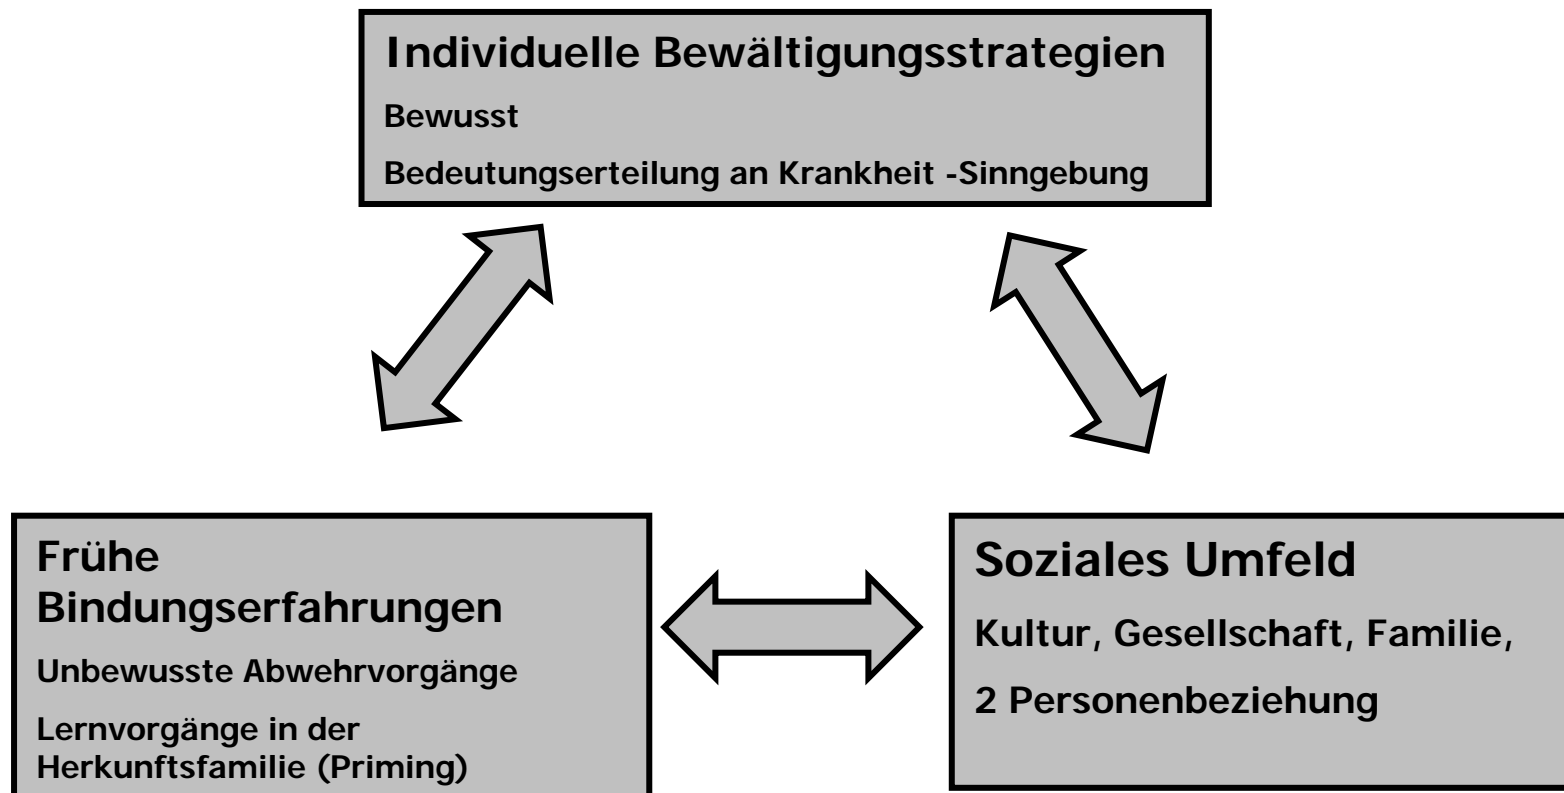 Individuelle Bewältigungsstrategien
Bewusst
Bedeutungserteilung an Krankheit -Sinngebung
Frühe
Bindungserfahrungen
Unbewusste Abwehrvorgänge
Lernvorgänge in der
Herkunftsfamilie (Priming)
Soziales Umfeld
Kultur, Gesellschaft, Familie,
2 Personenbeziehung